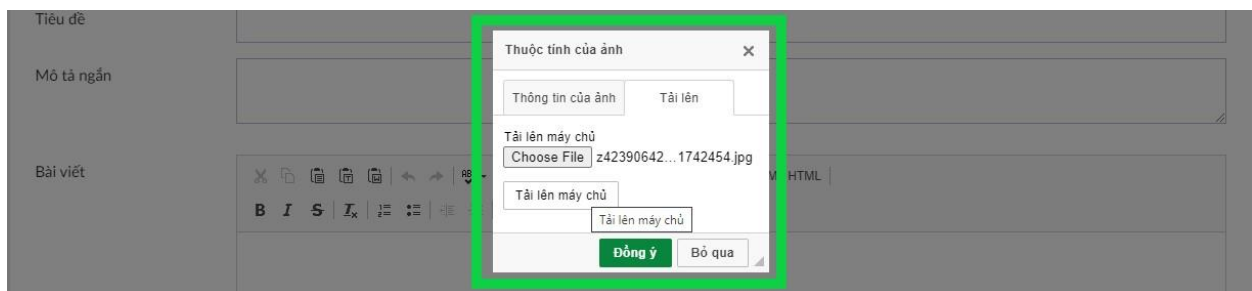 Tiêu đề
Thuộc tính của ảnh
Mô tả ngắn
Thông tin của ảnh Tải lên
Tải lên máy chủ
Choose File z42390642...1742454.jpg
Bài viết
HTML
Tải lên máy chủ
B I S Ix
Tải lên máy chủ
Đồng ý Bỏ qua